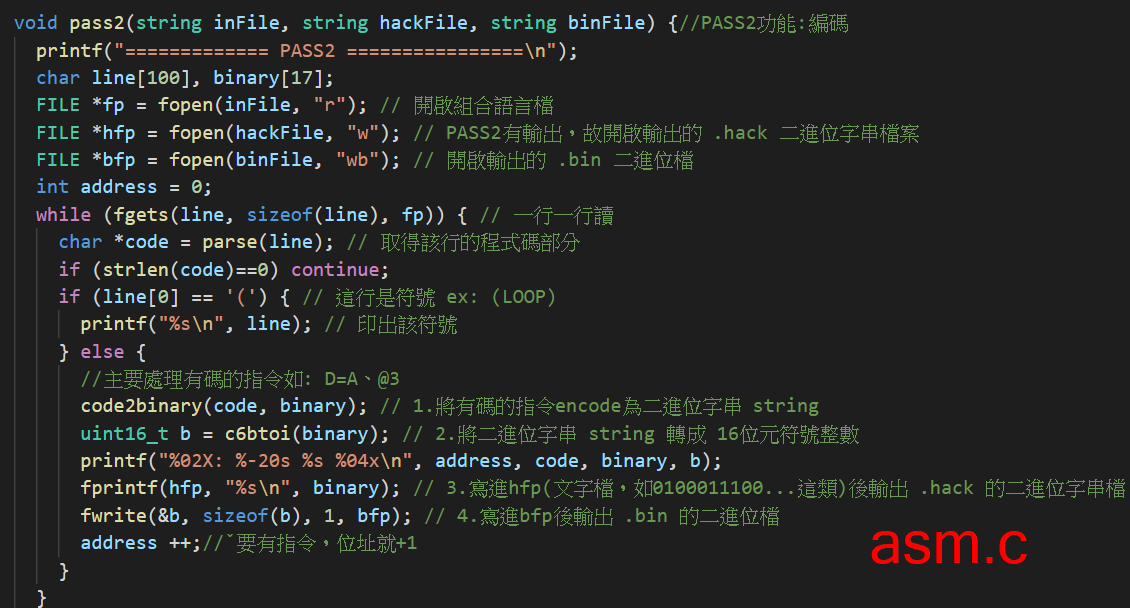 void pass2(string inFile, string hackFile, string binFile) {//PASS2功能:編碼
  printf("============= PASS2 ================\n");
  char line[100], binary[17];
  FILE *fp = fopen(inFile, "r"); // 開啟組合語言檔
  FILE *hfp = fopen(hackFile, "w"); // PASS2有輸出，故開啟輸出的 .hack 二進位字串檔案
  FILE *bfp = fopen(binFile, "wb"); // 開啟輸出的 .bin 二進位檔
  int address = 0;
  while (fgets(line, sizeof(line), fp)) { // 一行一行讀
    char *code = parse(line); // 取得該行的程式碼部分
    if (strlen(code)==0) continue;
    if (line[0] == '(') { // 這行是符號 ex: (LOOP)
      printf("%s\n", line); // 印出該符號
    } else {
      //主要處理有碼的指令如: D=A、@3
      code2binary(code, binary); // 1.將有碼的指令encode為二進位字串 string
      uint16_t b = c6btoi(binary); // 2.將二進位字串 string 轉成 16位元符號整數
      printf("%02X: %-20s %s %04x\n", address, code, binary, b);
      fprintf(hfp, "%s\n", binary); // 3.寫進hfp(文字檔，如0100011100...這類)後輸出 .hack 的二進位字串檔
      fwrite(&b, sizeof(b), 1, bfp); // 4.寫進bfp後輸出 .bin 的二進位檔
      address ++;//ˇ要有指令，位址就+1
    }
  }
asm.c